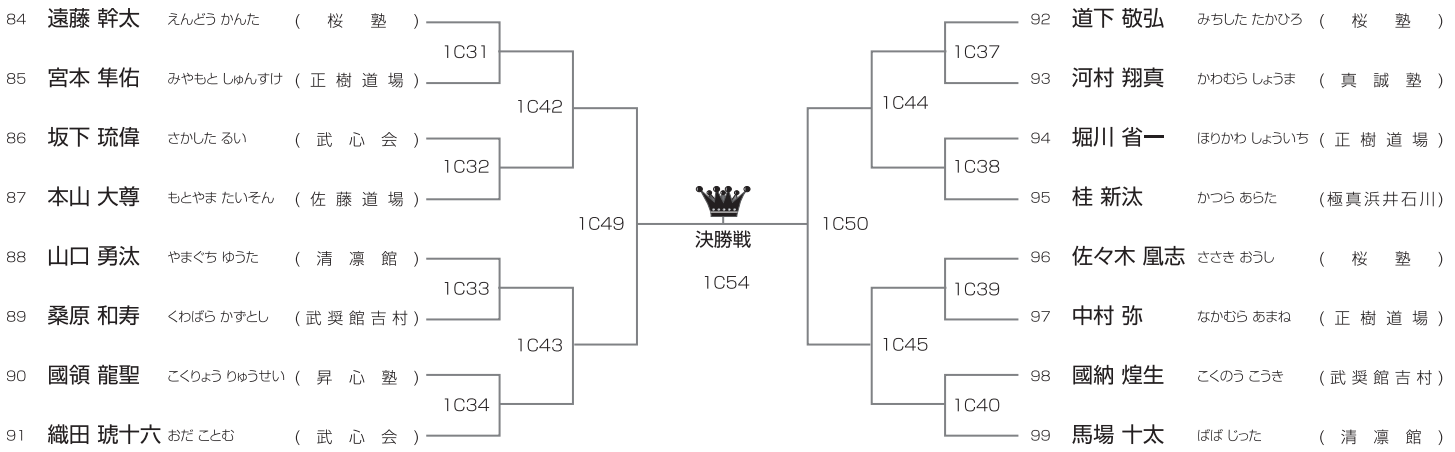 84 遠藤 幹太 えんどう かんた ( 桜 塾 )
1C31
85 宮本 隼佑 みやもと しゅんすけ ( 正 樹 道 場 )
1C42
86 坂下 琉偉 さかした るい ( 武 心 会 )
1C32
87 本山 大尊 もとやま たいそん ( 佐 藤 道 場 )
1C49
88 山口 勇汰 やまぐち ゆうた ( 清 凛 館 )
1C33
89 桑原 和寿 くわばら かずとし ( 武 奨 館 吉 村 )
1C43
90 國領 龍聖 こくりょう りゅうせい ( 昇 心 塾 )
1C34
91 織田 琥十六 おだ ことむ ( 武 心 会 )
決勝戦
1C54
92 道下 敬弘 みちした たかひろ ( 桜 塾 )
1C37
93 河村 翔真 かわむら しょうま ( 真 誠 塾 )
1C44
94 堀川 省一 ほりかわ しょういち ( 正 樹 道 場 )
1C38
95 桂 新汰 かつら あらた (極真浜井石川)
1C50
96 佐々木 凰志 ささき おうし ( 桜 塾 )
1C39
97 中村 弥 なかむら あまね ( 正 樹 道 場 )
1C45
98 國納 煌生 こくのう こうき ( 武 奨 館 吉 村 )
1C40
99 馬場 十太 ばば じった ( 清 凛 館 )